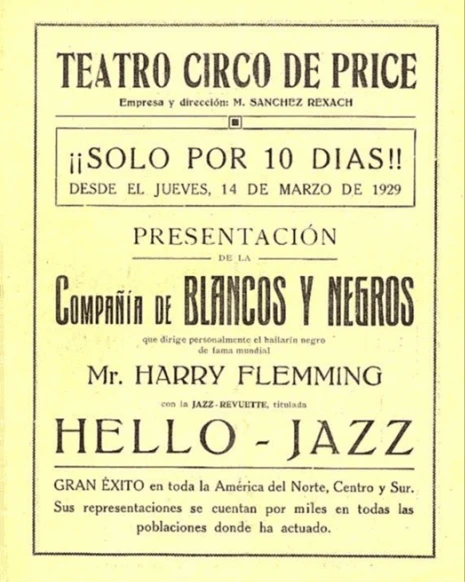 TEATRO CIRCO DE PRICE
Empresa y dirección: M. SANCHEZ REXACH
¡¡SOLO POR 10 DIAS!!
DESDE EL JUEVES, 14 DE MARZO DE 1929
PRESENTACIÓN
DE LA
COMPAÑÍA DE BLANCOS Y NEGROS
que dirige personalmente el bailarín negro
de fama mundial
Mr. HARRY FLEMMING
con la JAZZ-REVUETTE, titulada
HELLO - JAZZ
GRAN ÉXITO en toda la América del Norte, Centro y Sur.
Sus representaciones se cuentan por miles en todas las
poblaciones donde ha actuado.